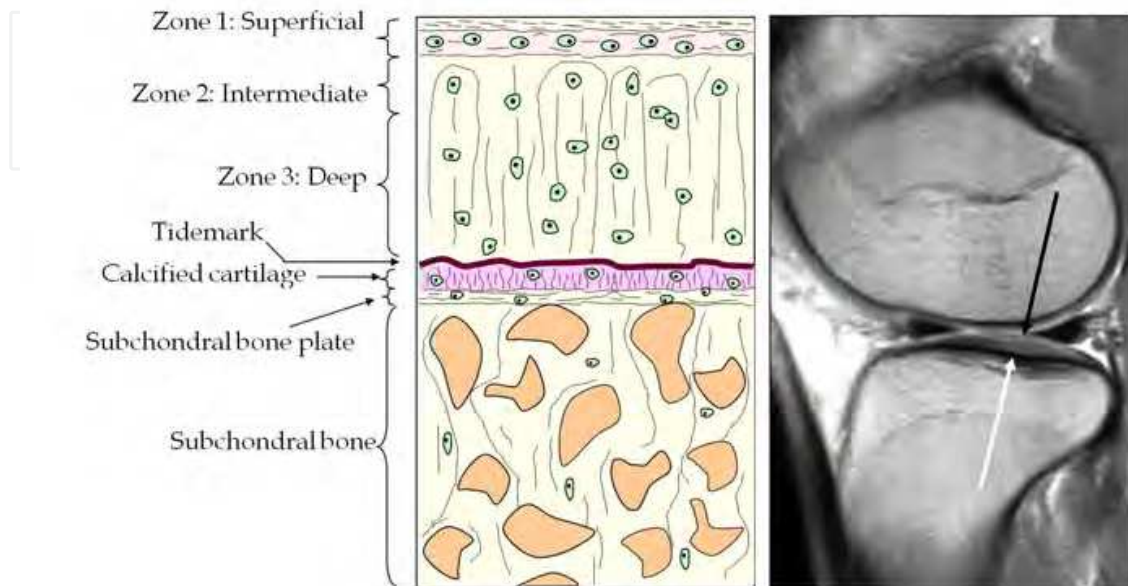 Zone 1: Superficial
Zone 2: Intermediate
Zone 3: Deep
Tidemark
Calcified cartilage
Subchondral bone plate
Subchondral bone